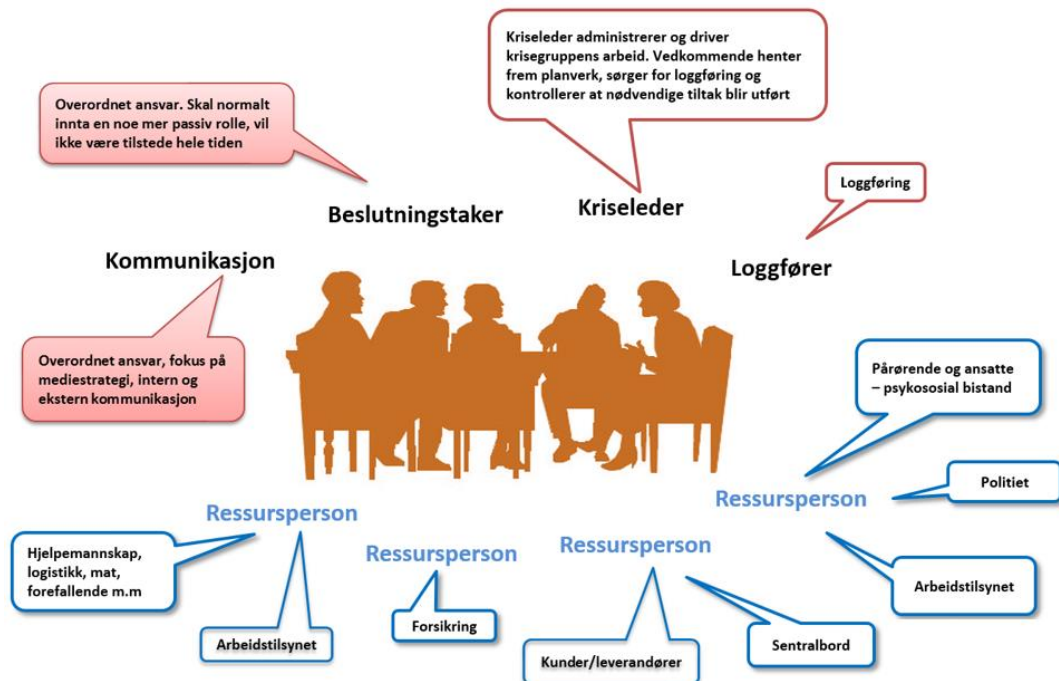 Kriseleder administrerer og driver
krisegruppens arbeid. Vedkommende henter
frem planverk, sørger for loggføring og
kontrollerer at nødvendige tiltak blir utført
Overordnet ansvar. Skal normalt
innta en noe mer passiv rolle, vil
ikke være tilstede hele tiden
Loggføring
Beslutningstaker
Kriseleder
Kommunikasjon
Loggfører
Overordnet ansvar, fokus på
mediestrategi, intern og
ekstern kommunikasjon
Pårørende og ansatte
– psykososial bistand
Politiet
Ressursperson
Ressursperson
Ressursperson
Ressursperson
Hjelpemannskap,
logistikk, mat,
forefallende m.m
Arbeidstilsynet
Forsikring
Kunder/leverandører
Sentralbord
Arbeidstilsynet